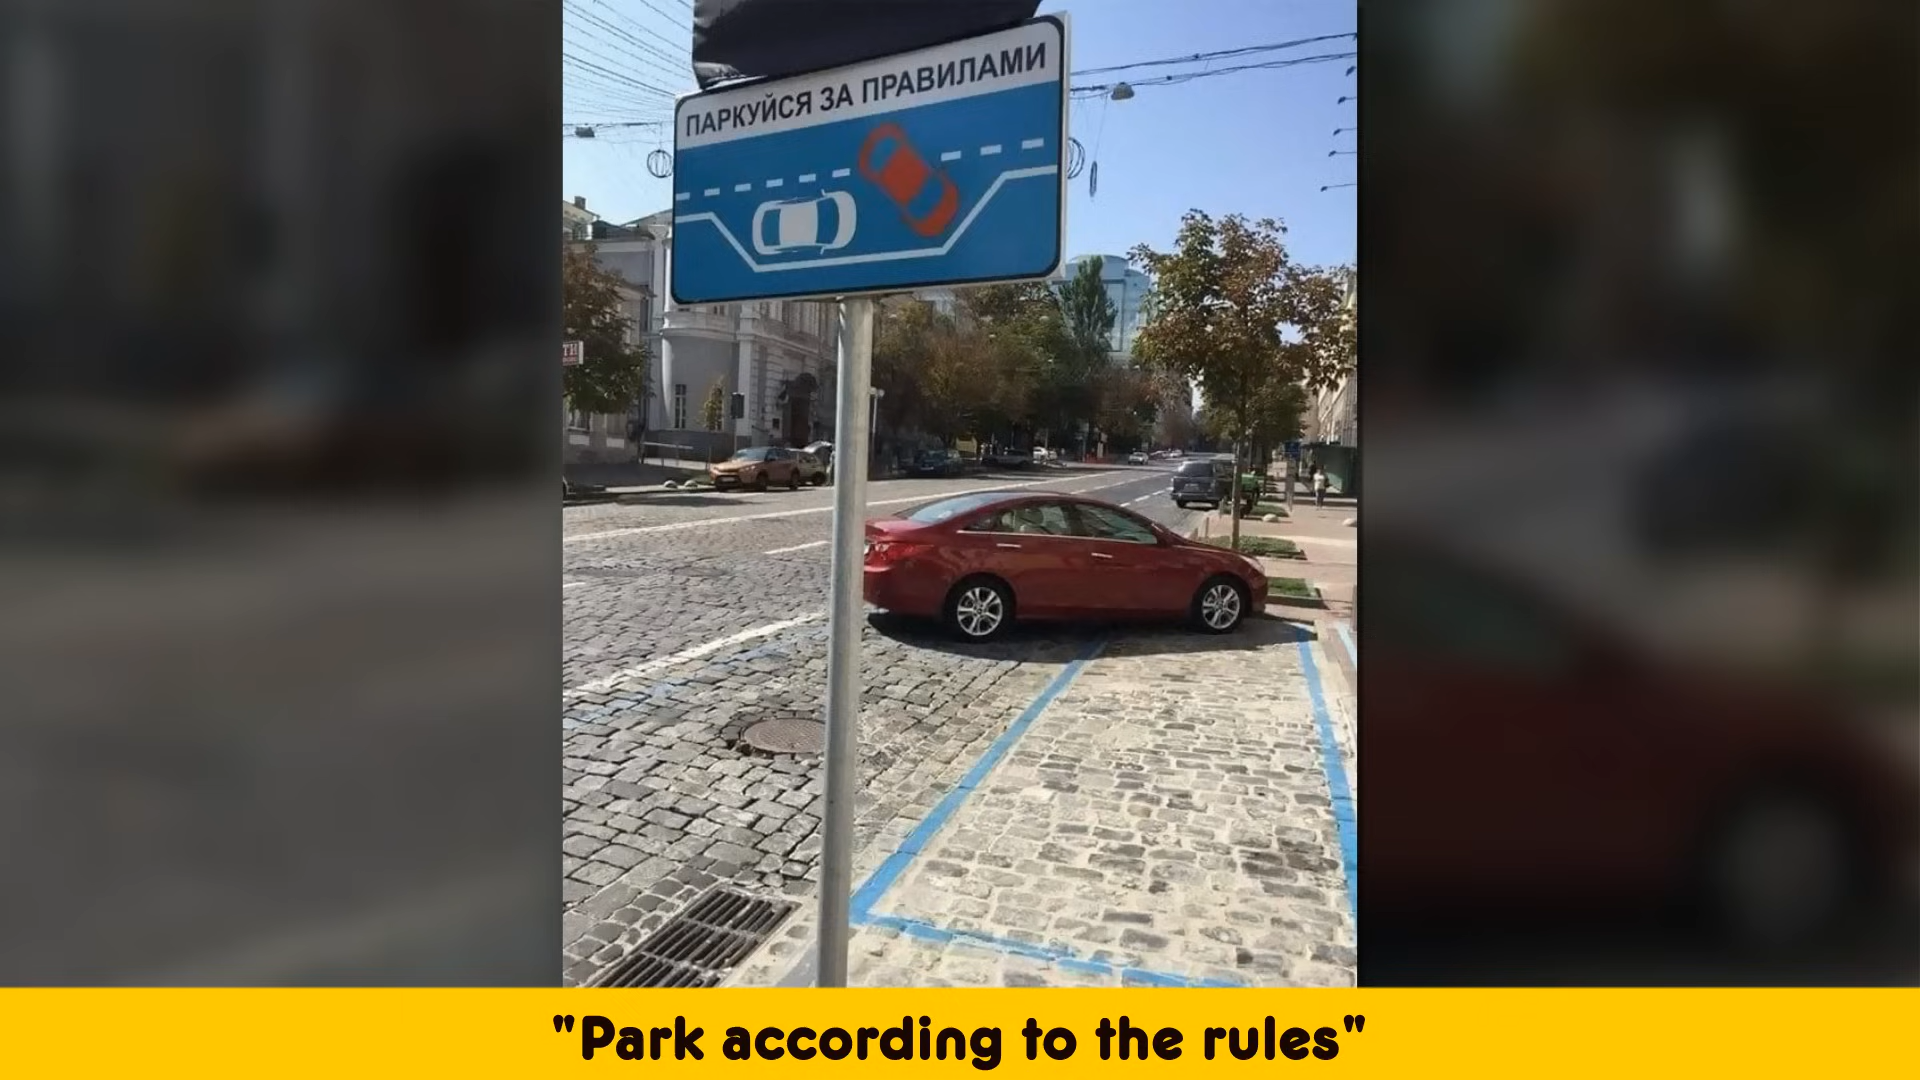 ПАРКУЙСЯ ЗА ПРАВИЛАМИ
"Park according to the rules"